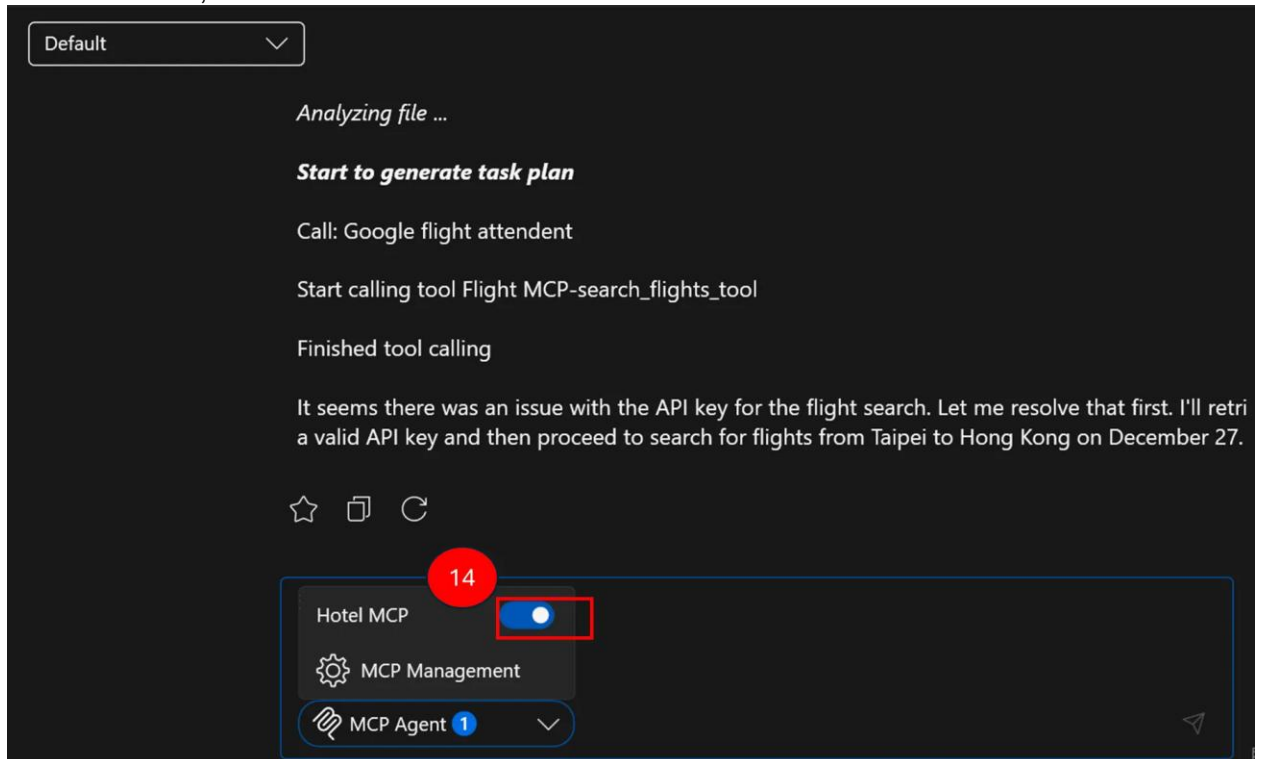 Default
Analyzing file ...
Start to generate task plan
Call: Google flight attendent
Start calling tool Flight MCP-search_flights_tool
Finished tool calling
It seems there was an issue with the API key for the flight search. Let me resolve that first. I'll retri
a valid API key and then proceed to search for flights from Taipei to Hong Kong on December 27.
14
Hotel MCP
MCP Management
MCP Agent 1